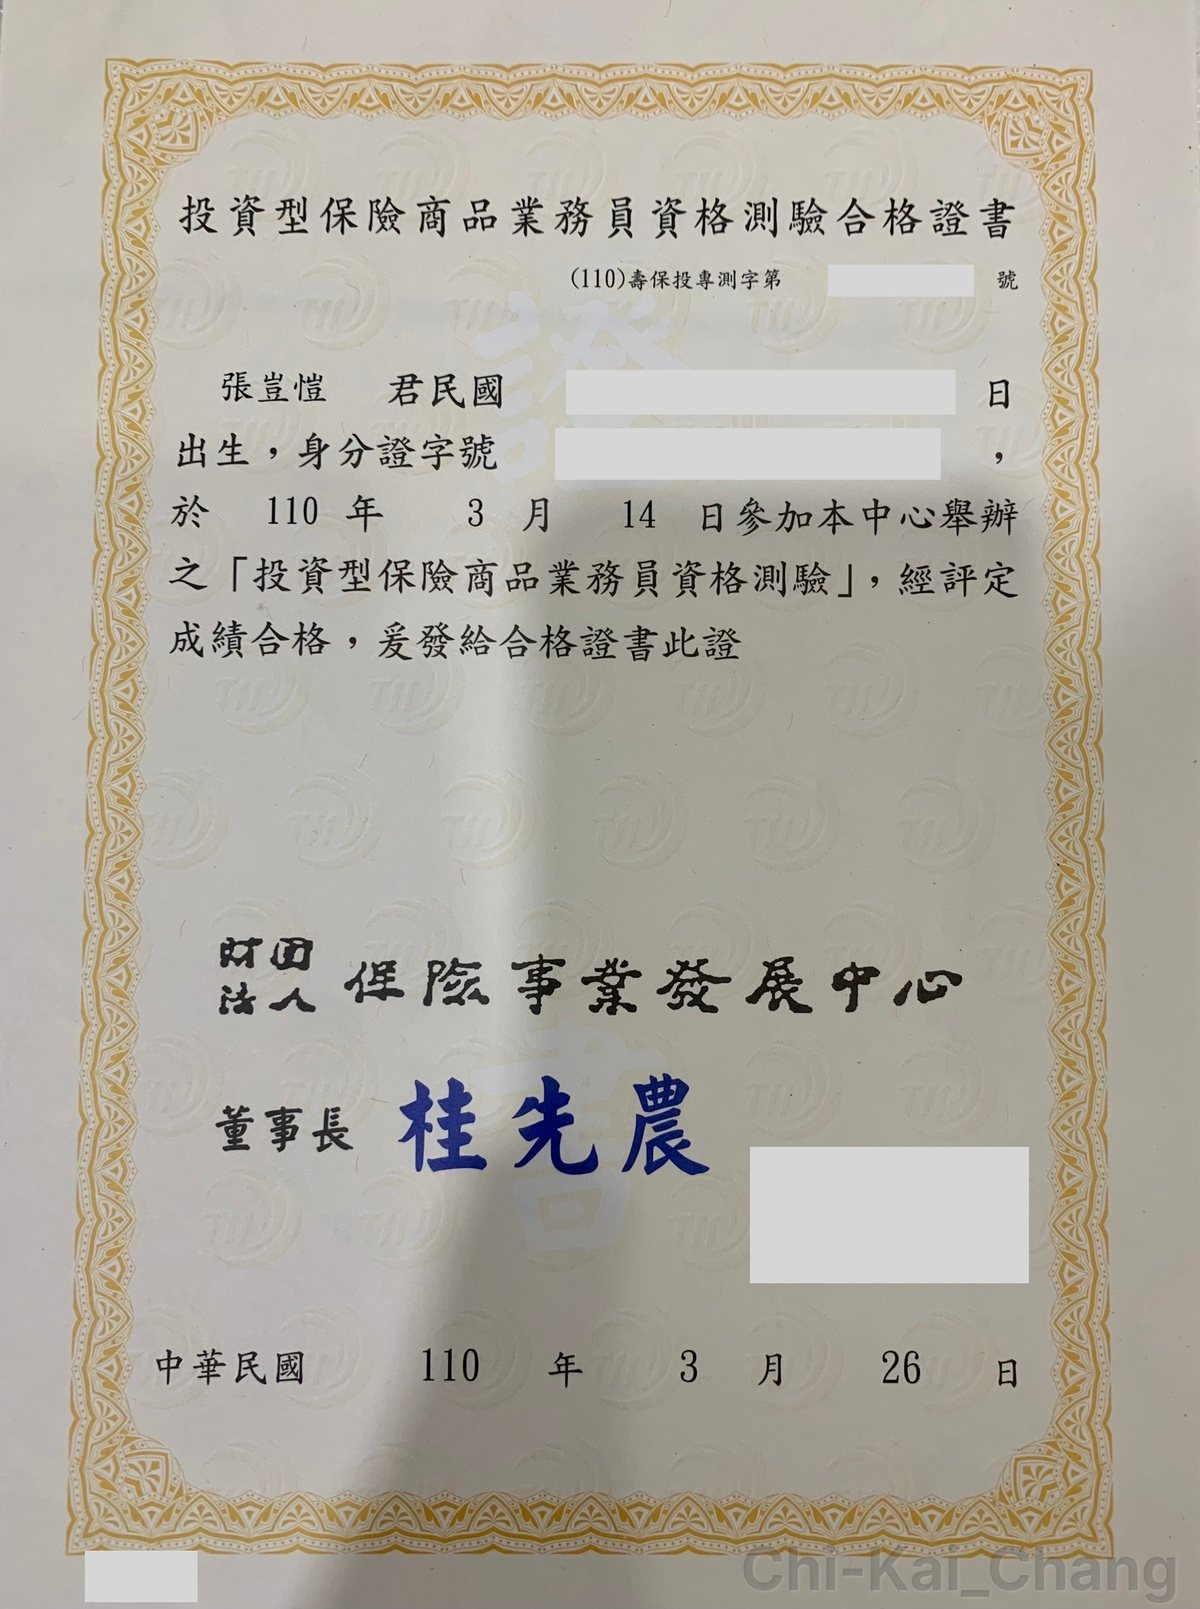 投資型保險商品業務員資格測驗合格證書
(110)壽保投專測字第 號
張豈愷 君民國 日
出生，身分證字號 ，
於 110 年 3 月 14 日參加本中心舉辦
之「投資型保險商品業務員資格測驗」，經評定
成績合格，爰發給合格證書此證
證書
財團法人 保險事業發展中心
董事長 桂先農
中華民國 110 年 3 月 26 日
Chi-Kai_Chang